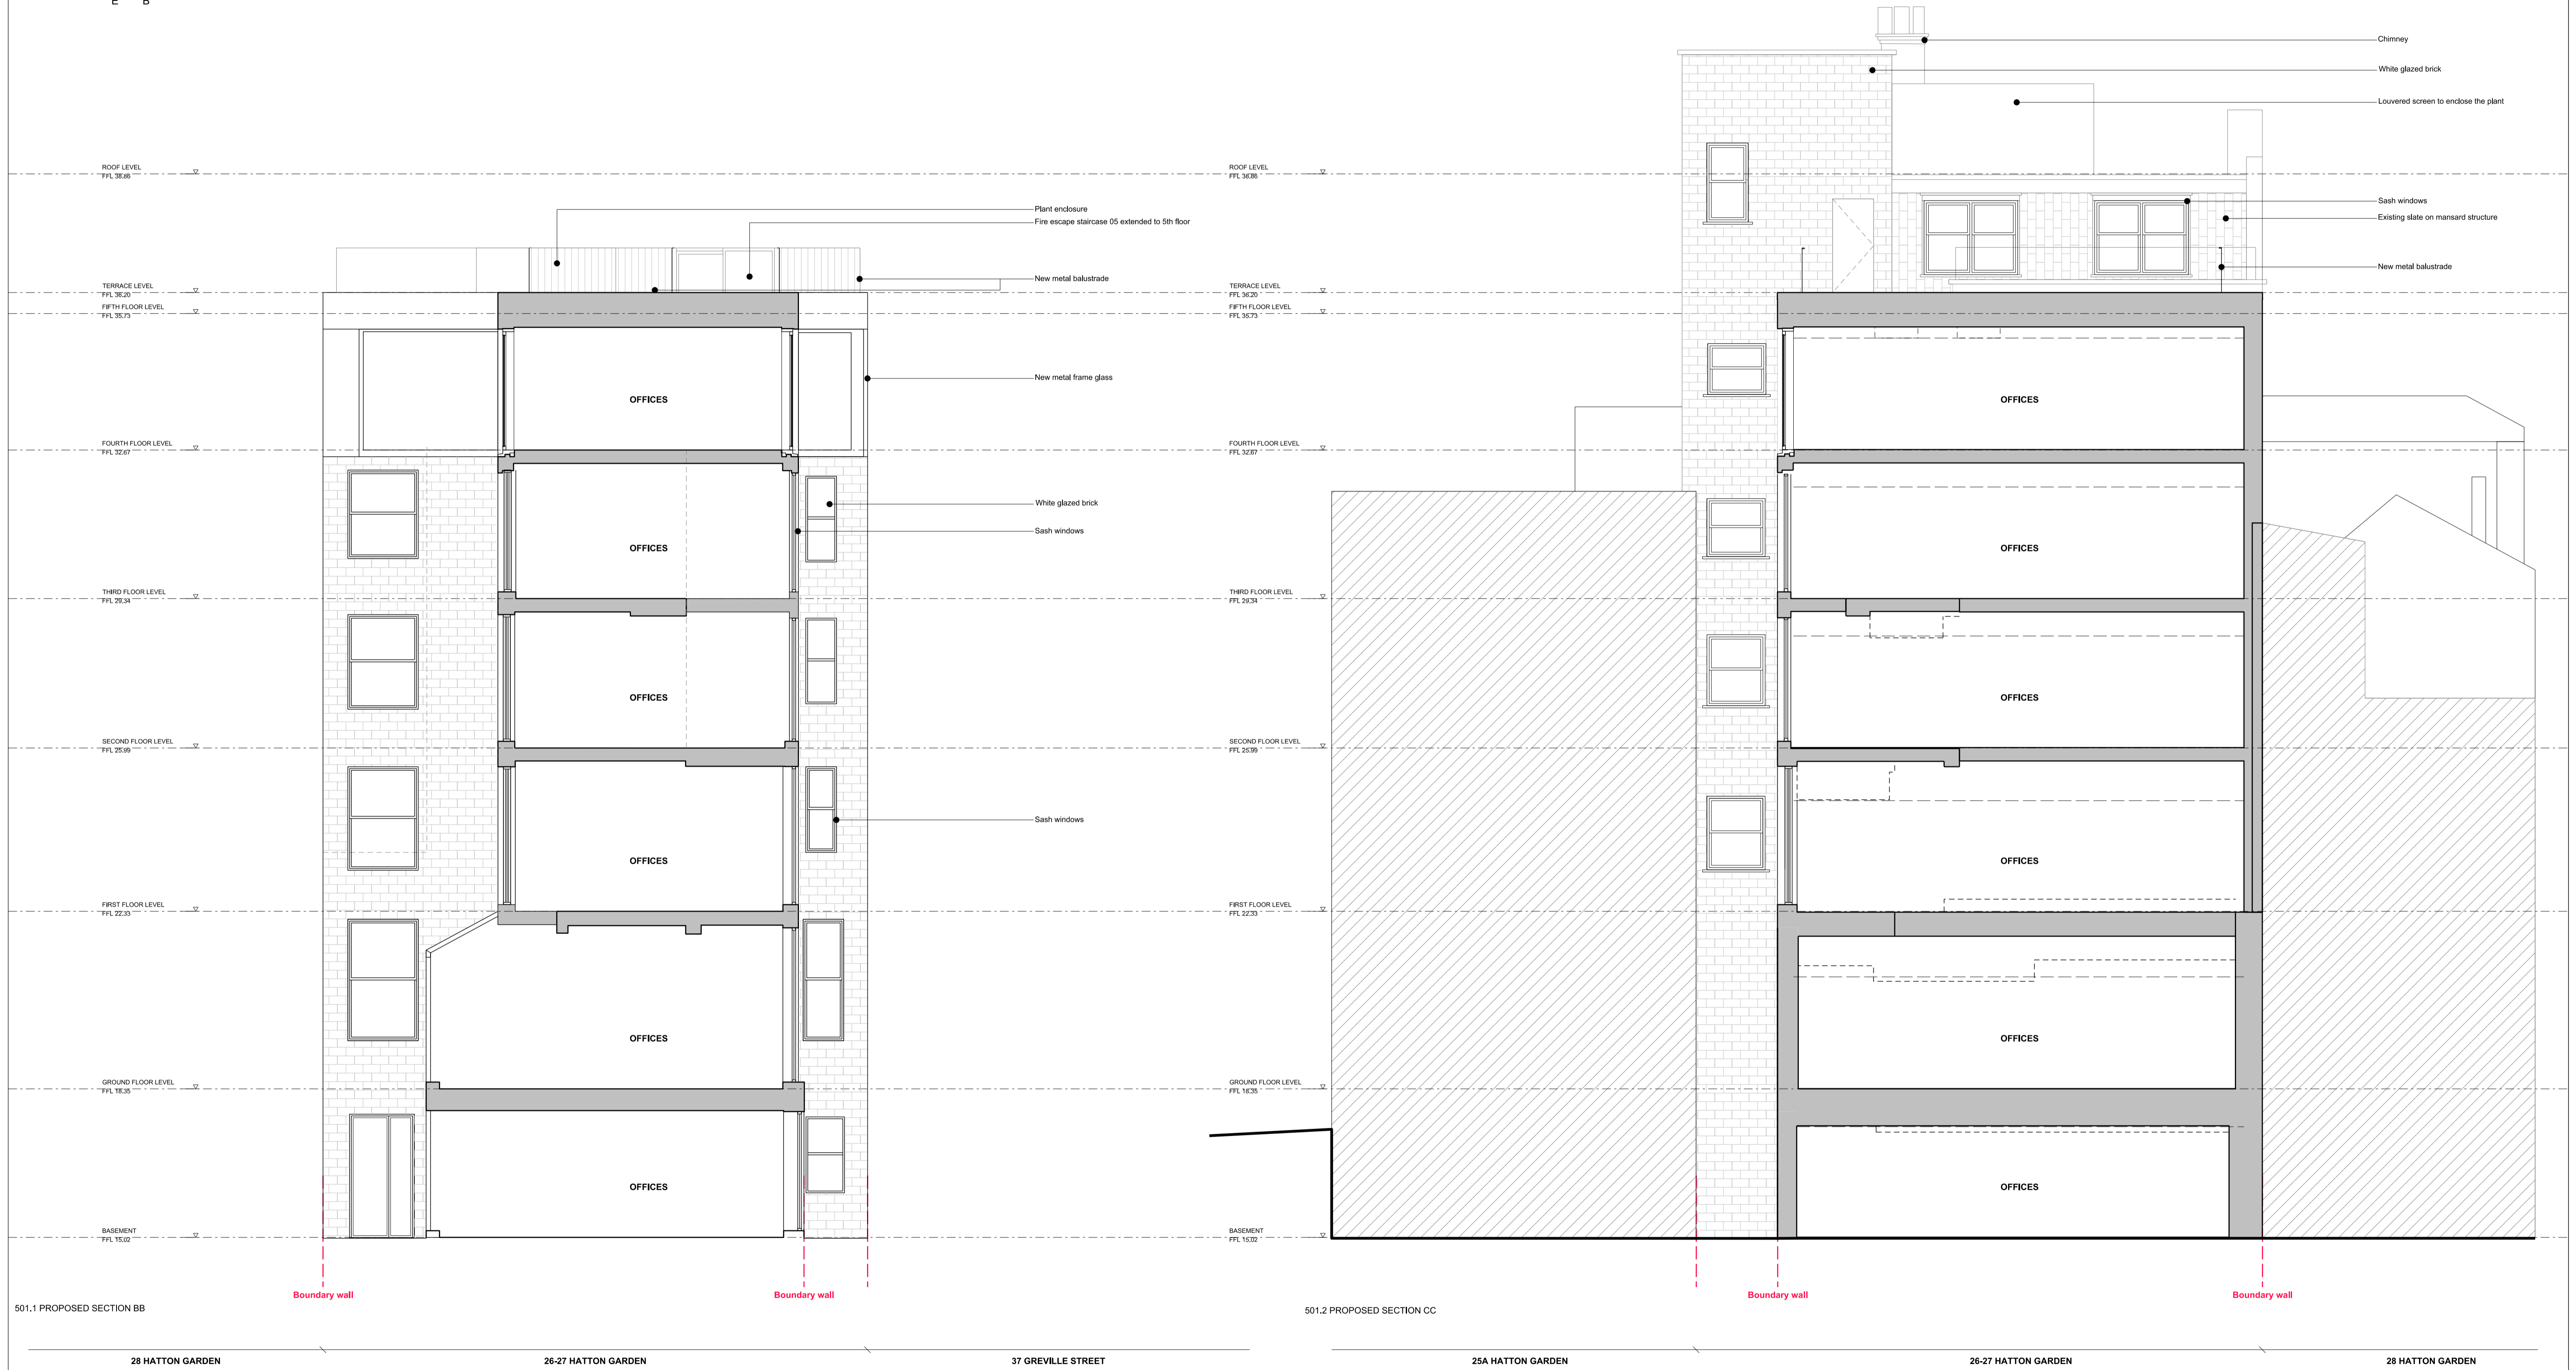 E B
ROOF LEVEL
FFL 38.86
Plant enclosure
Fire escape staircase 05 extended to 5th floor
New metal balustrade
TERRACE LEVEL
FFL 36.20
FIFTH FLOOR LEVEL
FFL 35.73
New metal frame glass
OFFICES
FOURTH FLOOR LEVEL
FFL 32.67
White glazed brick
Sash windows
OFFICES
THIRD FLOOR LEVEL
FFL 29.34
OFFICES
SECOND FLOOR LEVEL
FFL 25.99
Sash windows
OFFICES
FIRST FLOOR LEVEL
FFL 22.33
OFFICES
GROUND FLOOR LEVEL
FFL 18.35
OFFICES
BASEMENT
FFL 15.02
Boundary wall
Boundary wall
501.1 PROPOSED SECTION BB
28 HATTON GARDEN
26-27 HATTON GARDEN
37 GREVILLE STREET
Chimney
White glazed brick
Louvered screen to enclose the plant
ROOF LEVEL
FFL 38.86
Sash windows
Existing slate on mansard structure
New metal balustrade
TERRACE LEVEL
FFL 36.20
FIFTH FLOOR LEVEL
FFL 35.73
OFFICES
FOURTH FLOOR LEVEL
FFL 32.67
OFFICES
THIRD FLOOR LEVEL
FFL 29.34
OFFICES
SECOND FLOOR LEVEL
FFL 25.99
OFFICES
FIRST FLOOR LEVEL
FFL 22.33
OFFICES
GROUND FLOOR LEVEL
FFL 18.35
OFFICES
BASEMENT
FFL 15.02
Boundary wall
Boundary wall
501.2 PROPOSED SECTION CC
25A HATTON GARDEN
26-27 HATTON GARDEN
28 HATTON GARDEN